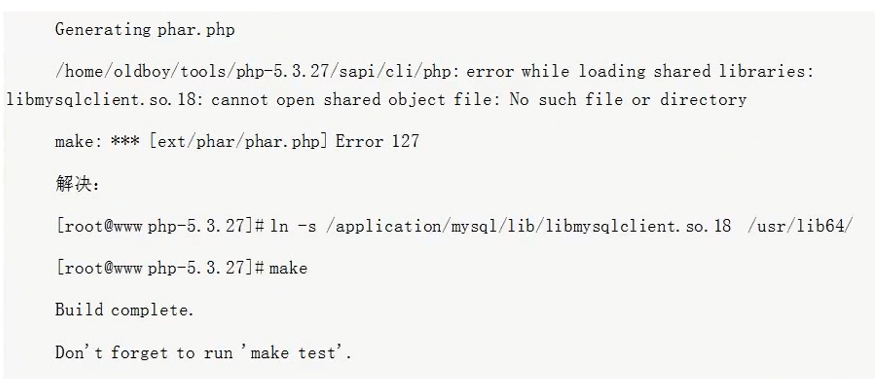 Generating phar.php
/home/oldboy/tools/php-5.3.27/sapi/cli/php: error while loading shared libraries:
libmysqlclient.so.18: cannot open shared object file: No such file or directory
make: *** [ext/phar/phar.php] Error 127
解决:
[root@www php-5.3.27]# ln -s /application/mysql/lib/libmysqlclient.so.18 /usr/lib64/
[root@www php-5.3.27]# make
Build complete.
Don't forget to run 'make test'.